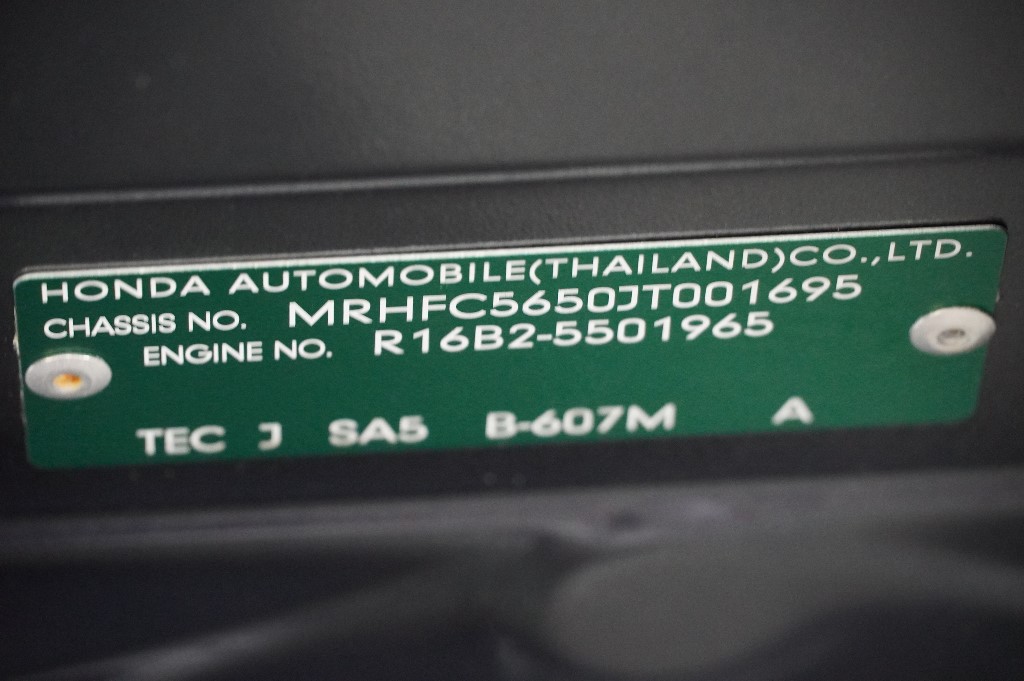 HONDA AUTOMOBILE(THAILAND)CO.,LTD.
CHASSIS NO. MRHFC5650JT001695
ENGINE NO. R16B2-5501965
TEC J SA5 B-607M A